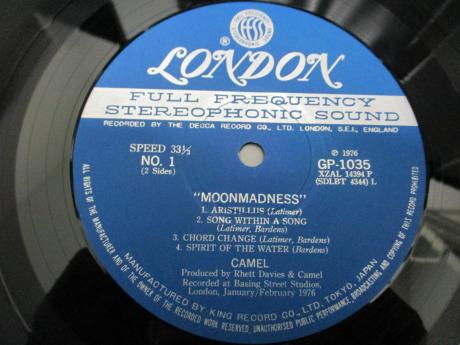 LONDON
®
FULL FREQUENCY
STEREOPHONIC SOUND
RECORDED BY THE DECCA RECORD CO., LTD. LONDON, S.E.I., ENGLAND
SPEED 33⅓
NO. 1
(2 Sides)
℗ 1976
GP-1035
XZAL 14394 P
(SDLBT 4344) L
"MOONMADNESS"
1. ARISTILLUS (Latimer)
2. SONG WITHIN A SONG
(Latimer, Bardens)
3. CHORD CHANGE (Latimer, Bardens)
4. SPIRIT OF THE WATER (Bardens)
CAMEL
Produced by Rhett Davies & Camel
Recorded at Basing Street Studios,
London, January/February 1976
MANUFACTURED BY KING RECORD CO., LTD. TOKYO, JAPAN
ALL RIGHTS OF THE MANUFACTURER AND OF THE OWNER OF THE RECORDED WORK RESERVED, UNAUTHORISED PUBLIC PERFORMANCE, BROADCASTING AND COPYING OF THIS RECORD PROHIBITED